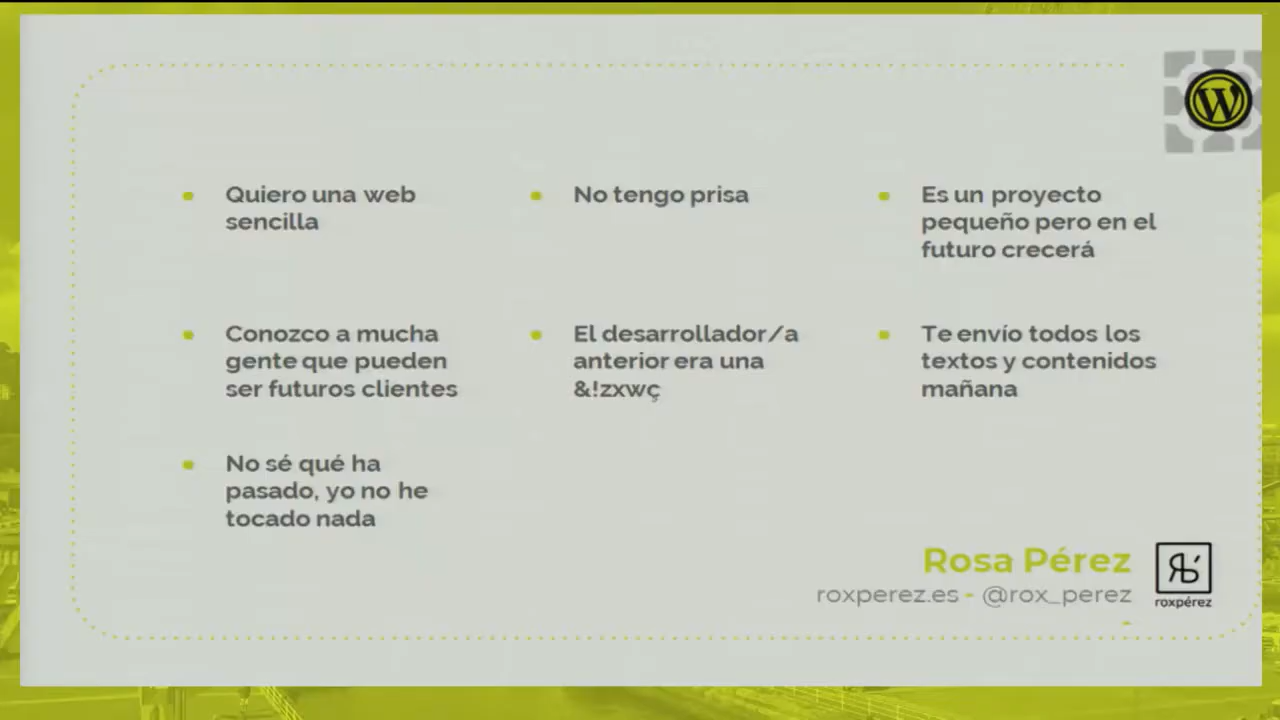 Quiero una web
sencilla
No tengo prisa
Es un proyecto
pequeño pero en el
futuro crecerá
Conozco a mucha
gente que pueden
ser futuros clientes
El desarrollador/a
anterior era una
&!zxwç
Te envío todos los
textos y contenidos
mañana
No sé qué ha
pasado, yo no he
tocado nada
Rosa Pérez
roxperez.es - @rox_perez
roxpérez